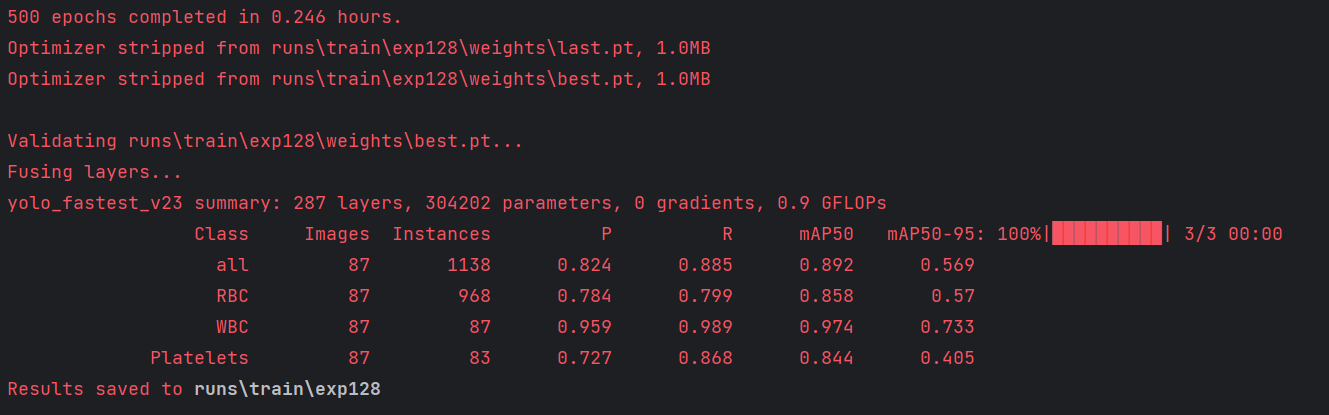 500 epochs completed in 0.246 hours.
Optimizer stripped from runs\train\exp128\weights\last.pt, 1.0MB
Optimizer stripped from runs\train\exp128\weights\best.pt, 1.0MB
Validating runs\train\exp128\weights\best.pt...
Fusing layers...
yolo_fastest_v23 summary: 287 layers, 304202 parameters, 0 gradients, 0.9 GFLOPs
Class Images Instances P R mAP50 mAP50-95: 100%|██████████| 3/3 00:00
all 87 1138 0.824 0.885 0.892 0.569
RBC 87 968 0.784 0.799 0.858 0.57
WBC 87 87 0.959 0.989 0.974 0.733
Platelets 87 83 0.727 0.868 0.844 0.405
Results saved to runs\train\exp128